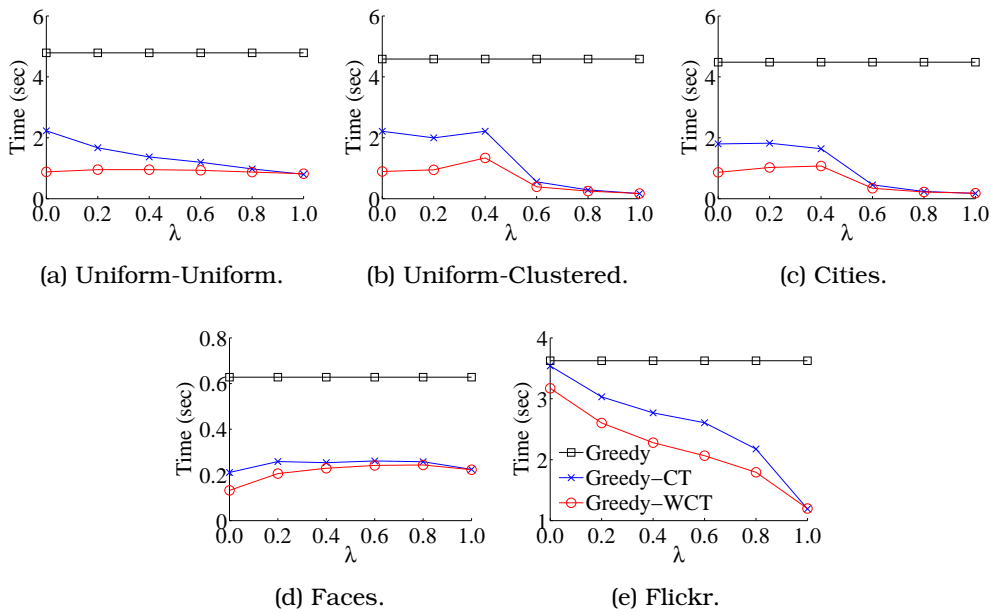 6
4
2
0
Time (sec)
0.0 0.2 0.4 0.6 0.8 1.0
λ
(a) Uniform-Uniform.
6
4
2
0
Time (sec)
0.0 0.2 0.4 0.6 0.8 1.0
λ
(b) Uniform-Clustered.
6
4
2
0
Time (sec)
0.0 0.2 0.4 0.6 0.8 1.0
λ
(c) Cities.
0.8
0.6
0.4
0.2
0
Time (sec)
0.0 0.2 0.4 0.6 0.8 1.0
λ
(d) Faces.
4
3
2
1
Time (sec)
Greedy
Greedy−CT
Greedy−WCT
0.0 0.2 0.4 0.6 0.8 1.0
λ
(e) Flickr.